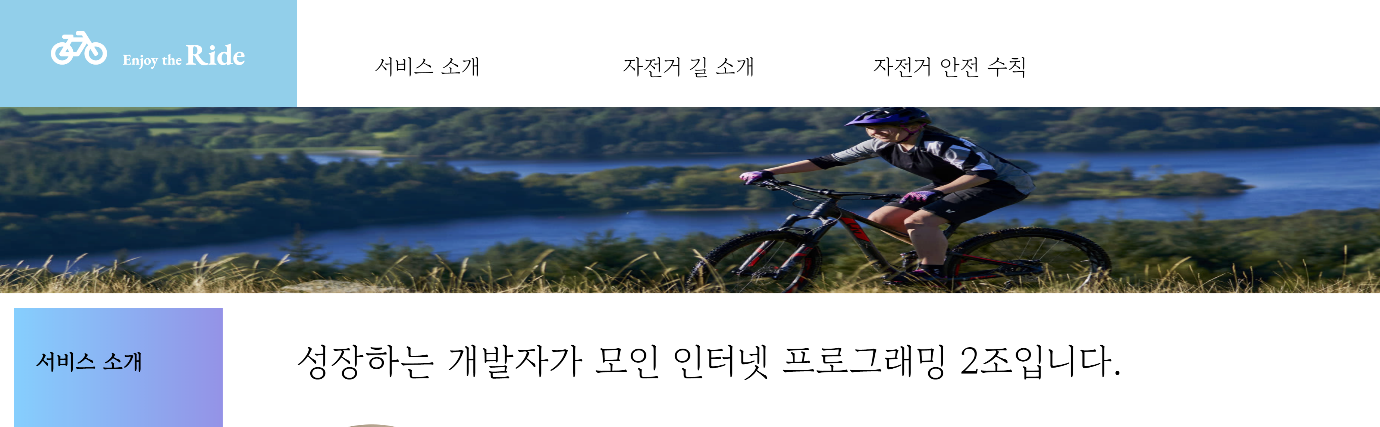 Enjoy the Ride
서비스 소개
자전거 길 소개
자전거 안전 수칙
서비스 소개
성장하는 개발자가 모인 인터넷 프로그래밍 2조입니다.